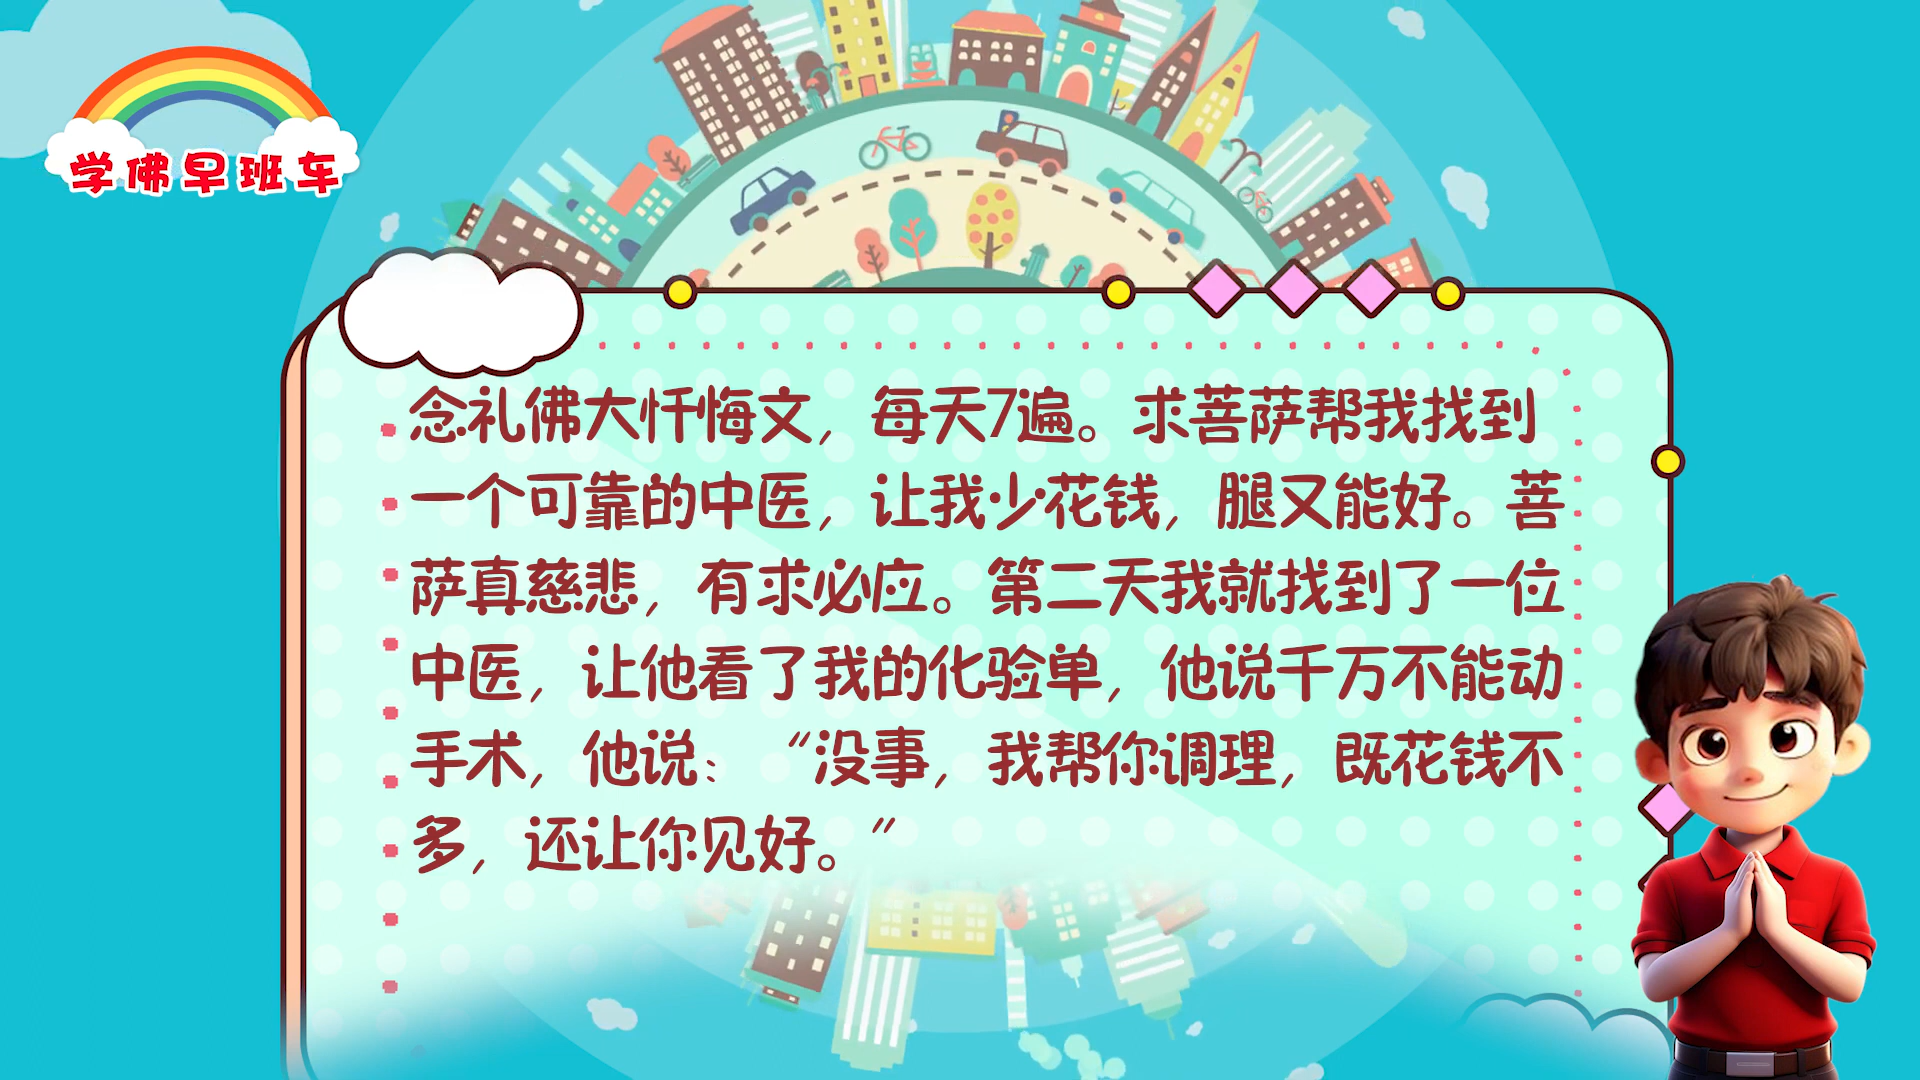 学佛早班车
念礼佛大忏悔文，每天7遍。求菩萨帮我找到
一个可靠的中医，让我少花钱，腿又能好。菩
萨真慈悲，有求必应。第二天我就找到了一位
中医，让他看了我的化验单，他说千万不能动
手术，他说：“没事，我帮你调理，既花钱不
多，还让你见好。”